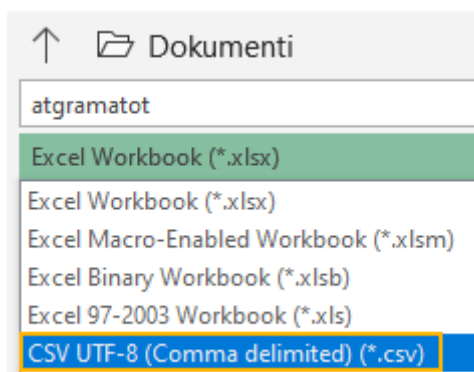 Dokumenti
atgramatot
Excel Workbook (*.xlsx)
Excel Workbook (*.xlsx)
Excel Macro-Enabled Workbook (*.xlsm)
Excel Binary Workbook (*.xlsb)
Excel 97-2003 Workbook (*.xls)
CSV UTF-8 (Comma delimited) (*.csv)